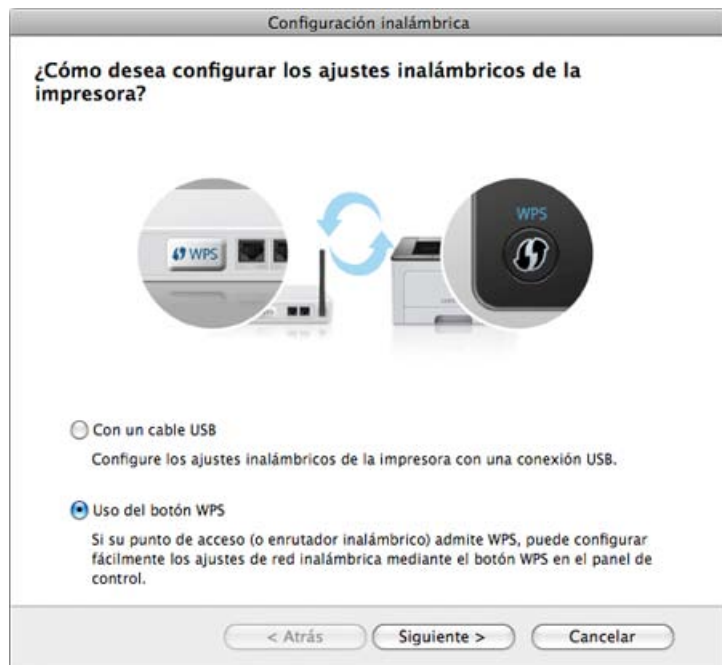 Configuración inalámbrica
¿Cómo desea configurar los ajustes inalámbricos de la
impresora?
WPS
WPS
Con un cable USB
Configure los ajustes inalámbricos de la impresora con una conexión USB.
Uso del botón WPS
Si su punto de acceso (o enrutador inalámbrico) admite WPS, puede configurar
fácilmente los ajustes de red inalámbrica mediante el botón WPS en el panel de
control.
< Atrás
Siguiente >
Cancelar